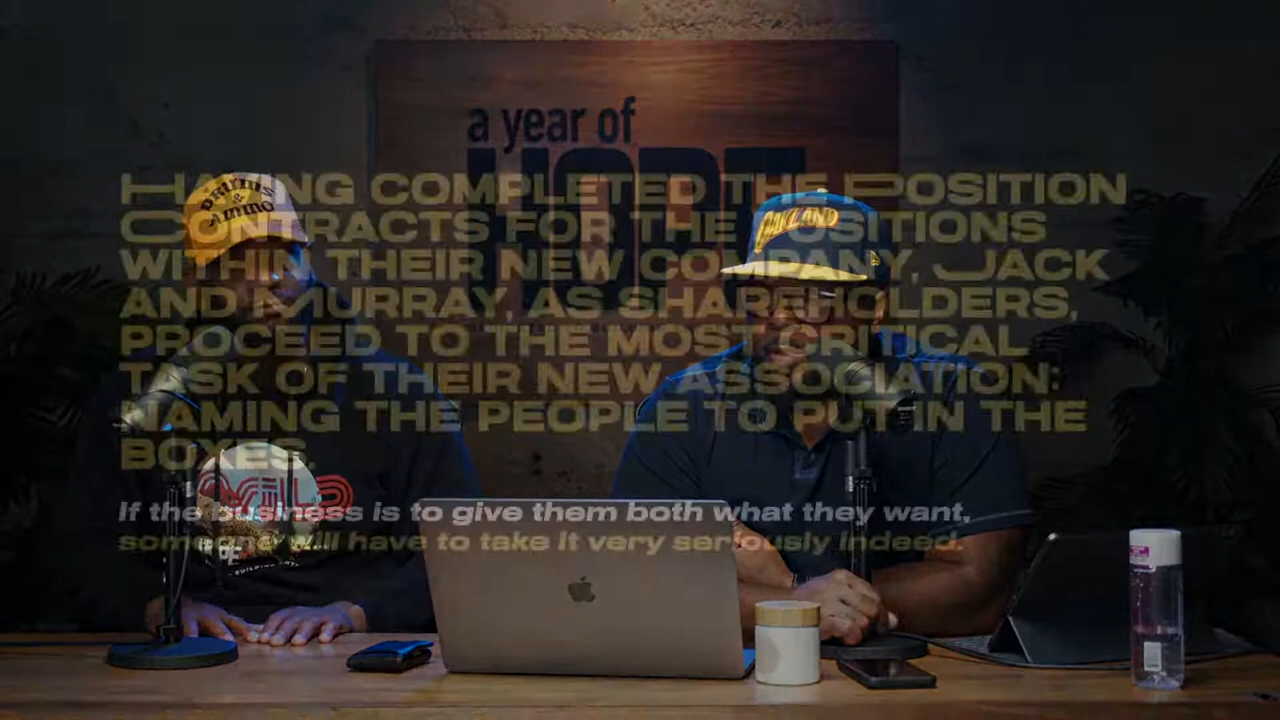 a year of
HOPE
HAVING COMPLETED THE POSITION
CONTRACTS FOR THE POSITIONS
WITHIN THEIR NEW COMPANY, JACK
AND MURRAY, AS SHAREHOLDERS,
PROCEED TO THE MOST CRITICAL
TASK OF THEIR NEW ASSOCIATION:
NAMING THE PEOPLE TO PUT IN THE
BOXES.
If the business is to give them both what they want,
someone will have to take it very seriously indeed.
OAKLAND